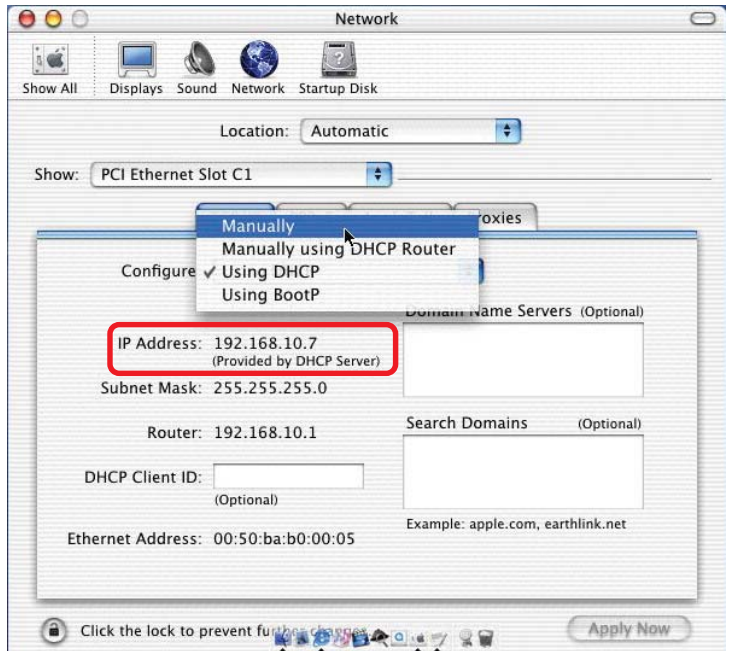 Network
Show All Displays Sound Network Startup Disk
Location: Automatic
Show: PCI Ethernet Slot C1
oxies
Manually
Manually using DHCP Router
Configure ✓ Using DHCP
Using BootP
Domain Name Servers (Optional)
IP Address: 192.168.10.7
(Provided by DHCP Server)
Subnet Mask: 255.255.255.0
Search Domains (Optional)
Router: 192.168.10.1
DHCP Client ID:
(Optional)
Example: apple.com, earthlink.net
Ethernet Address: 00:50:ba:b0:00:05
Click the lock to prevent further changes.
Apply Now